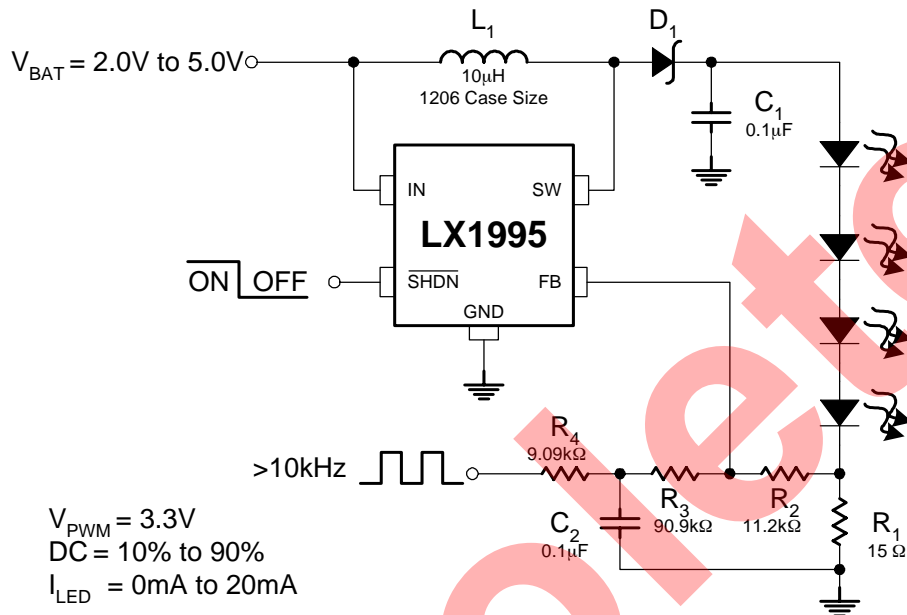 L1
D1
VBAT = 2.0V to 5.0V
10μH
1206 Case Size
C1
0.1μF
IN
SW
LX1995
ON OFF
SHDN
FB
GND
R4
9.09kΩ
>10kHz
R3
90.9kΩ
R2
11.2kΩ
C2
0.1μF
R1
15 Ω
VPWM = 3.3V
DC = 10% to 90%
ILED = 0mA to 20mA